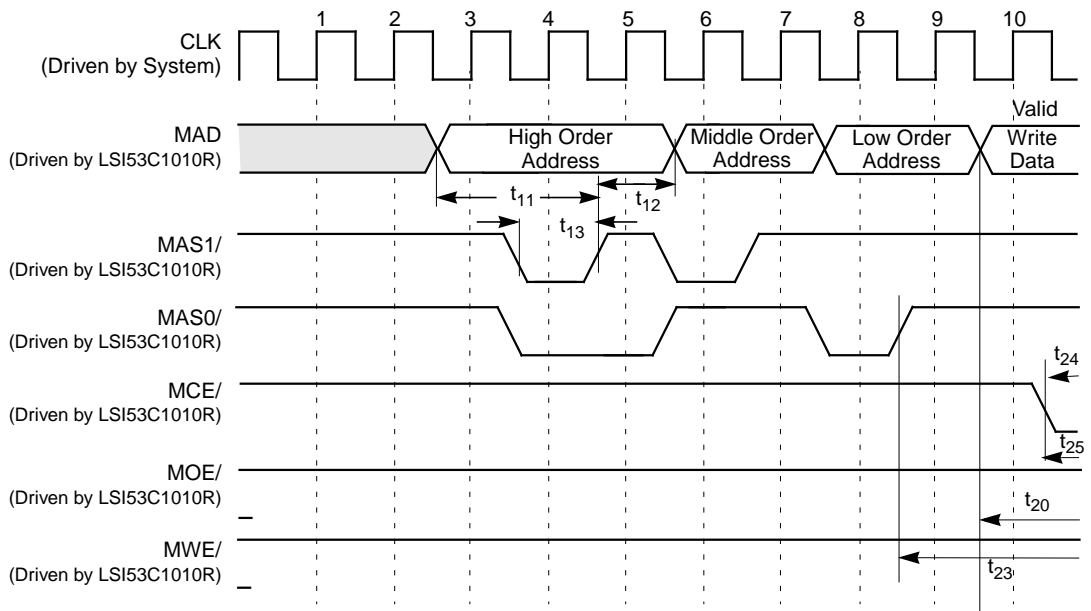 1 2 3 4 5 6 7 8 9 10
CLK
(Driven by System)
Valid
MAD
(Driven by LSI53C1010R)
High Order
Address
Middle Order
Address
Low Order
Address
Write
Data
t11
t12
t13
MAS1/
(Driven by LSI53C1010R)
MAS0/
(Driven by LSI53C1010R)
t24
MCE/
(Driven by LSI53C1010R)
t25
MOE/
(Driven by LSI53C1010R)
t20
MWE/
(Driven by LSI53C1010R)
t23